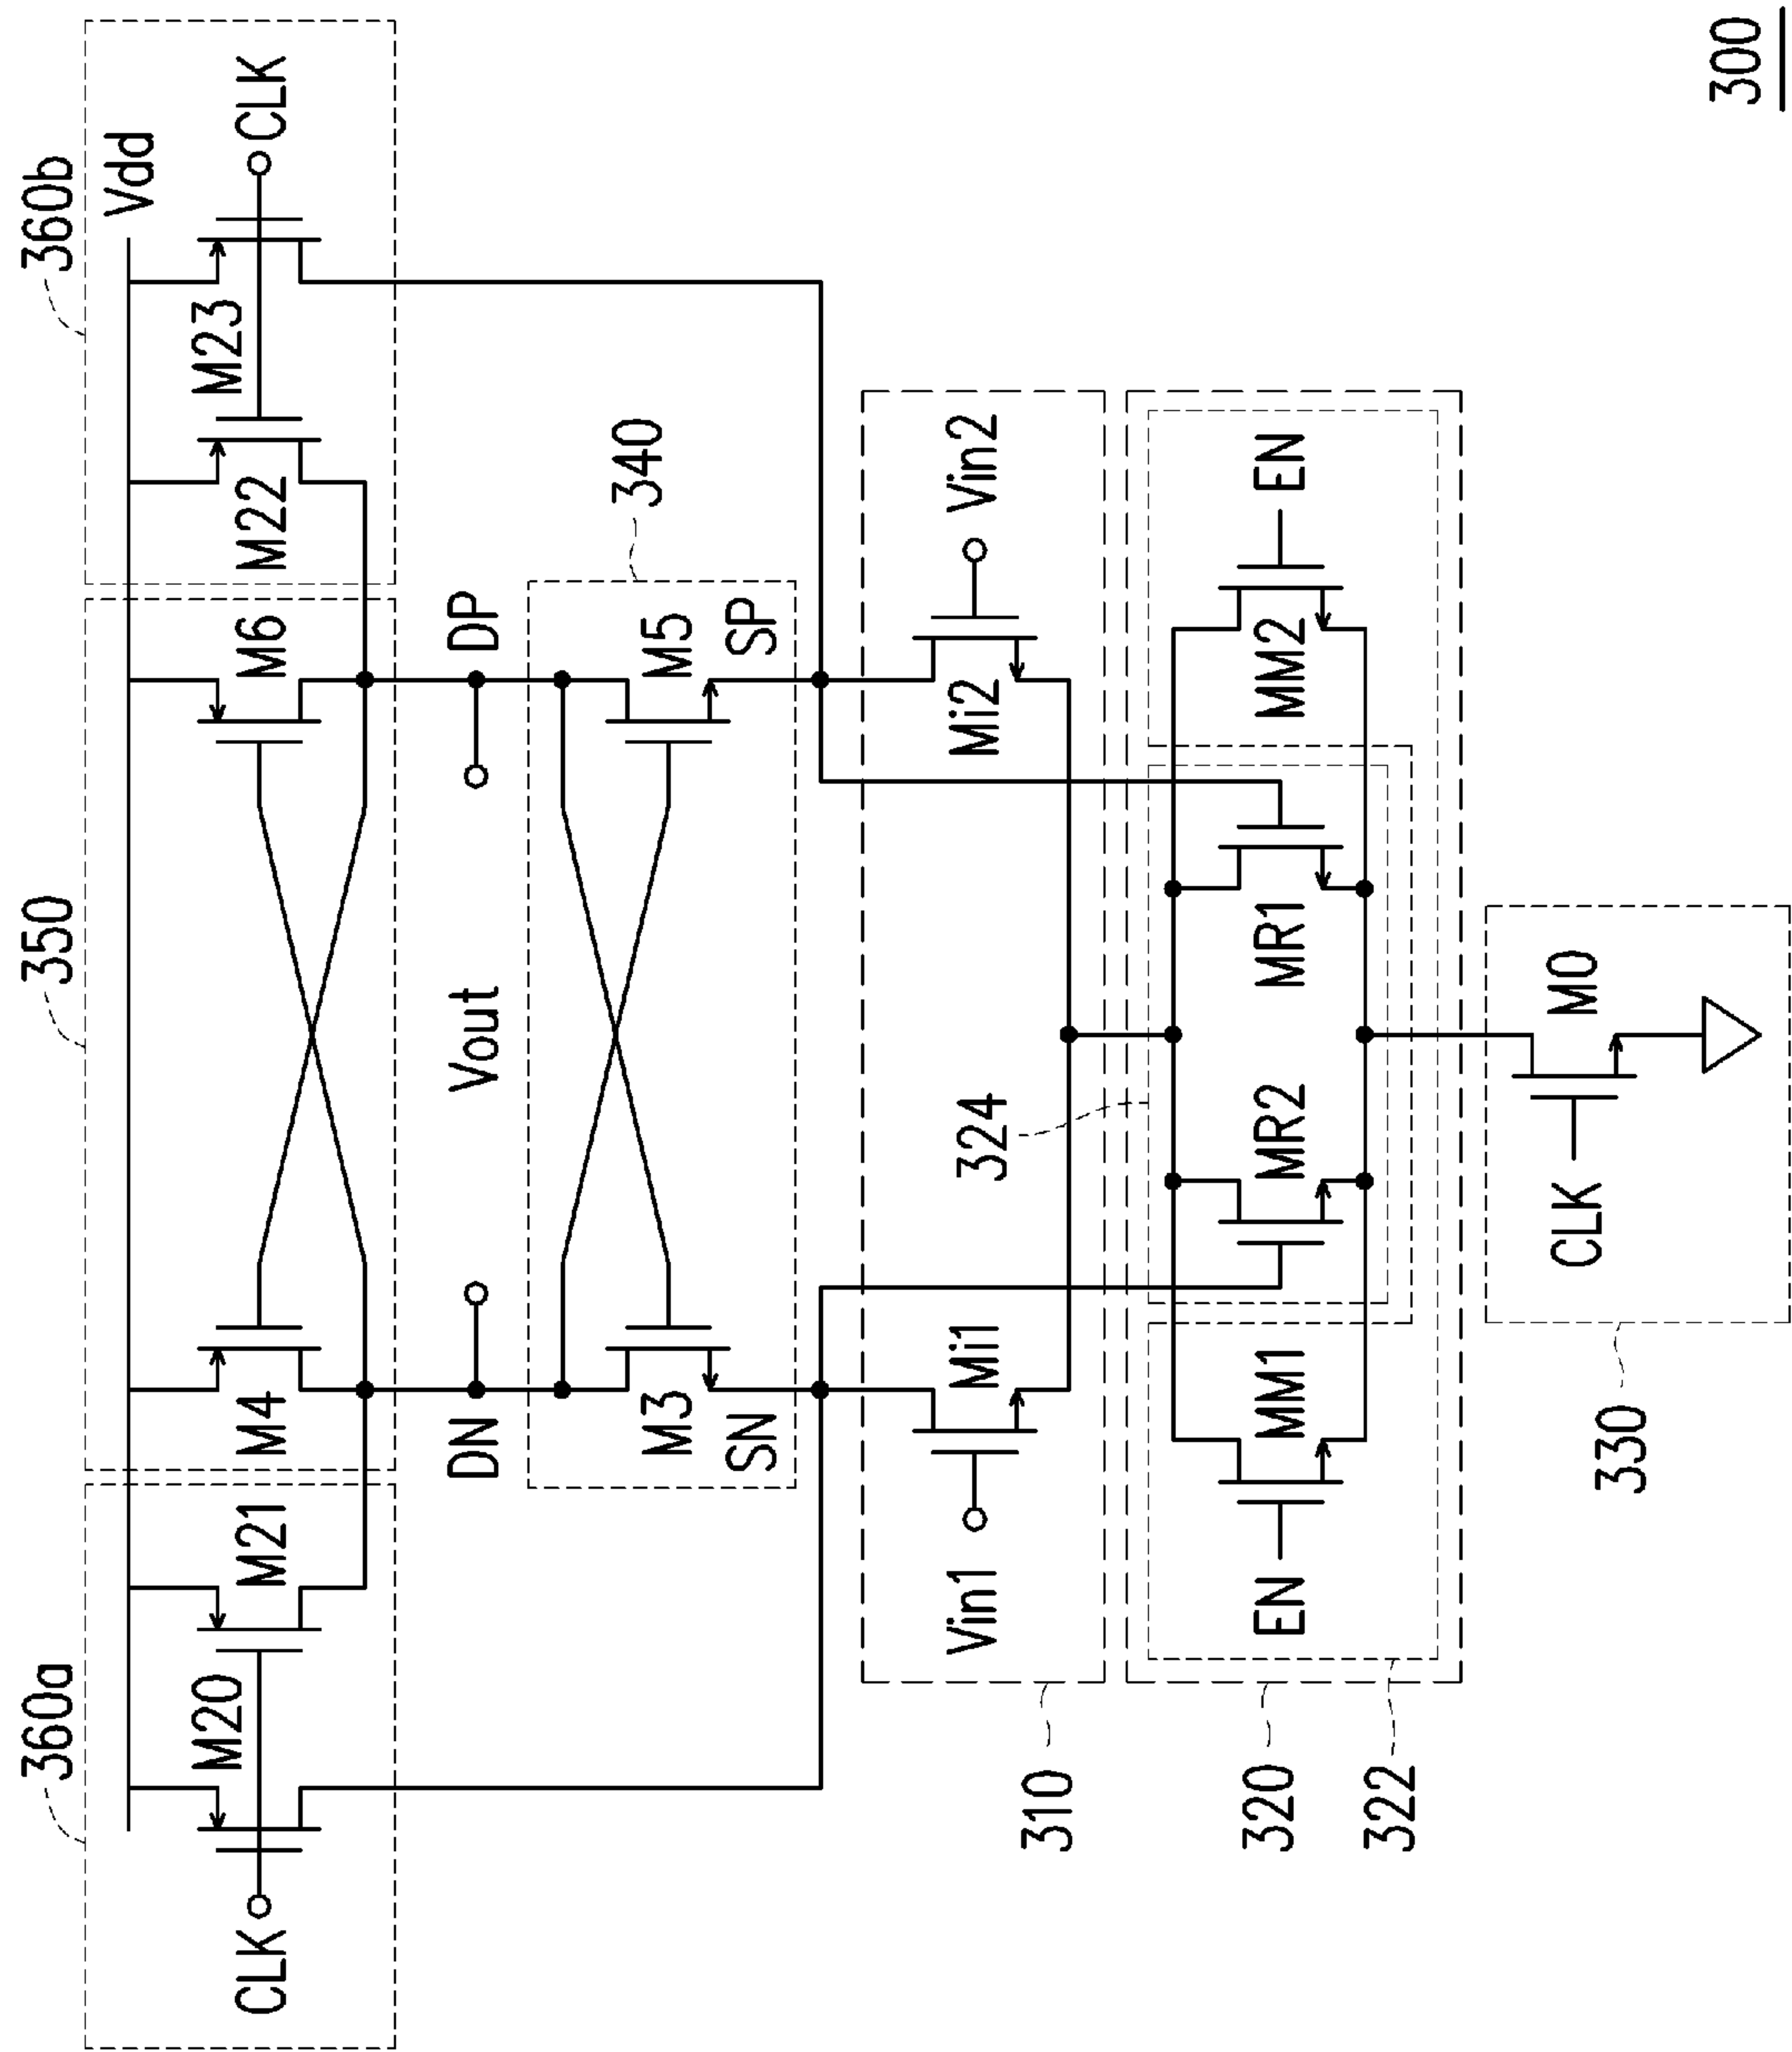 360a
350
360b
Vdd
CLK
M20
M21
M4
M6
M22
M23
CLK
DN
Vout
DP
340
M3
M5
SN
SP
Vin1
Mi1
Mi2
Vin2
310
324
EN
MM1
MR2
MR1
MM2
EN
320
322
CLK
M0
330
300